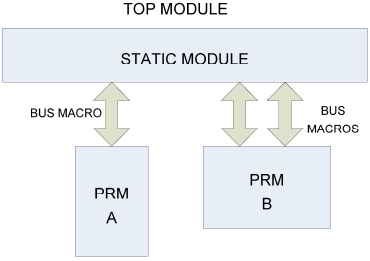 TOP MODULE
STATIC MODULE
BUS MACRO
BUS
MACROS
PRM
A
PRM
B